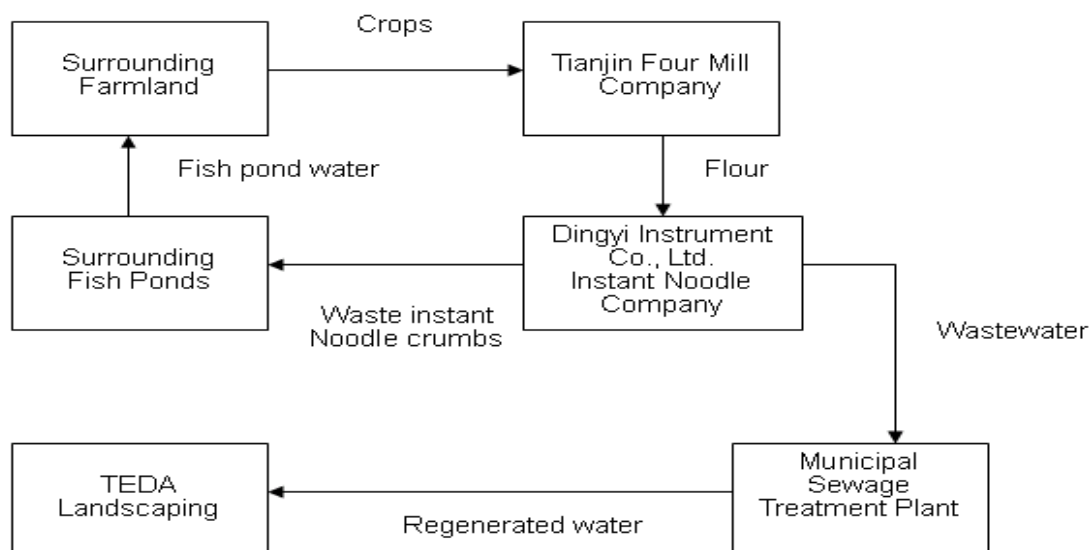 Crops
Surrounding
Farmland
Tianjin Four Mill
Company
Fish pond water
Flour
Surrounding
Fish Ponds
Dingyi Instrument
Co., Ltd.
Instant Noodle
Company
Waste instant
Noodle crumbs
Wastewater
TEDA
Landscaping
Municipal
Sewage
Treatment Plant
Regenerated water